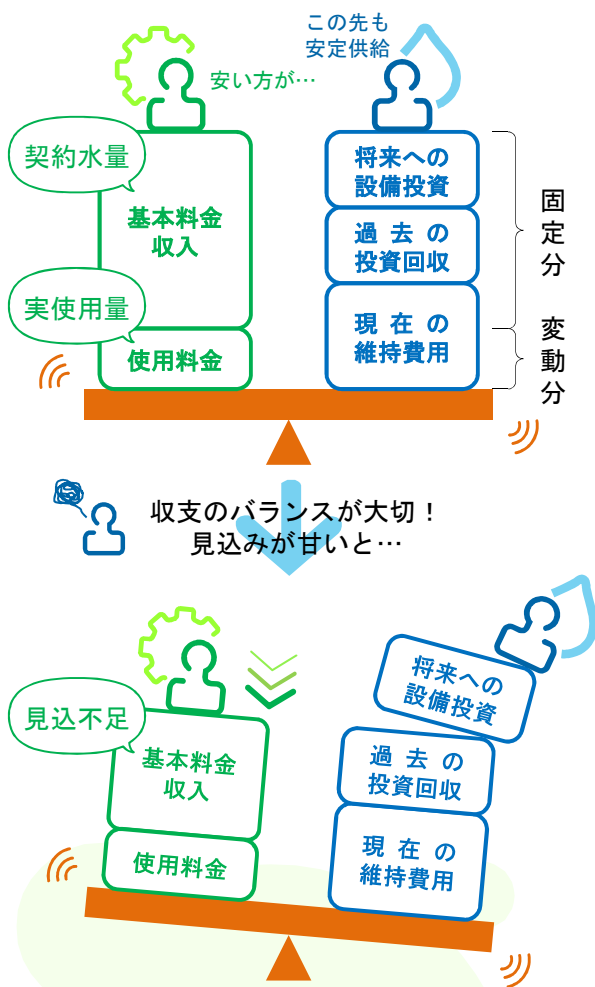 この先も
安定供給
安い方が…
契約水量
基本料金
収入
実使用量
使用料金
将来への
設備投資
過去の
投資回収
現在の
維持費用
固定分
変動分
収支のバランスが大切！
見込みが甘いと…
見込不足
基本料金
収入
使用料金
将来への
設備投資
過去の
投資回収
現在の
維持費用